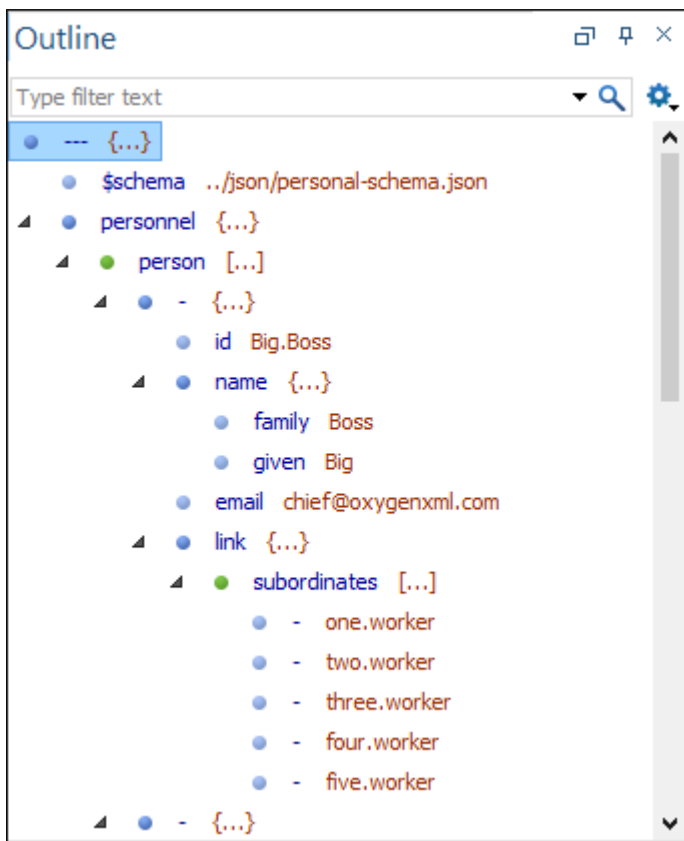 Outline
Type filter text
--- {...}
$schema ../json/personal-schema.json
personnel {...}
person [...]
- {...}
id Big.Boss
name {...}
family Boss
given Big
email chief@oxygenxml.com
link {...}
subordinates [...]
- one.worker
- two.worker
- three.worker
- four.worker
- five.worker
- {...}